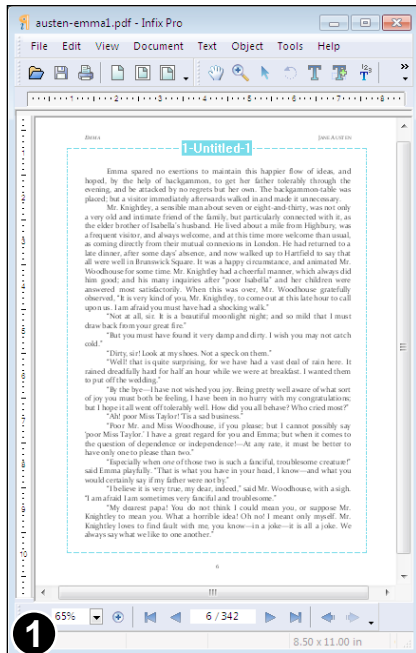 austen-emma1.pdf - Infix Pro
File Edit View Document Text Object Tools Help
EMMA JANE AUSTEN
1-Untitled-1
Emma spared no exertions to maintain this happier flow of ideas, and
hoped, by the help of backgammon, to get her father tolerably through the
evening, and be attacked by no regrets but her own. The backgammon-table was
placed; but a visitor immediately afterwards walked in and made it unnecessary.
Mr. Knightley, a sensible man about seven or eight-and-thirty, was not only
a very old and intimate friend of the family, but particularly connected with it, as
the elder brother of Isabella's husband. He lived about a mile from Highbury, was
a frequent visitor, and always welcome, and at this time more welcome than usual,
as coming directly from their mutual connexions in London. He had returned to a
late dinner, after some days' absence, and now walked up to Hartfield to say that
all were well in Brunswick Square. It was a happy circumstance, and animated Mr.
Woodhouse for some time. Mr. Knightley had a cheerful manner, which always did
him good; and his many inquiries after "poor Isabella" and her children were
answered most satisfactorily. When this was over, Mr. Woodhouse gratefully
observed, "It is very kind of you, Mr. Knightley, to come out at this late hour to call
upon us. I am afraid you must have had a shocking walk."
"Not at all, sir. It is a beautiful moonlight night; and so mild that I must
draw back from your great fire."
"But you must have found it very damp and dirty. I wish you may not catch
cold."
"Dirty, sir! Look at my shoes. Not a speck on them."
"Well! that is quite surprising, for we have had a vast deal of rain here. It
rained dreadfully hard for half an hour while we were at breakfast. I wanted them
to put off the wedding."
"By the bye—I have not wished you joy. Being pretty well aware of what sort
of joy you must both be feeling, I have been in no hurry with my congratulations;
but I hope it all went off tolerably well. How did you all behave? Who cried most?"
"Ah! poor Miss Taylor! 'Tis a sad business."
"Poor Mr. and Miss Woodhouse, if you please; but I cannot possibly say
'poor Miss Taylor.' I have a great regard for you and Emma; but when it comes to
the question of dependence or independence!—At any rate, it must be better to
have only one to please than two."
"Especially when one of those two is such a fanciful, troublesome creature!"
said Emma playfully. "That is what you have in your head, I know—and what you
would certainly say if my father were not by."
"I believe it is very true, my dear, indeed," said Mr. Woodhouse, with a sigh.
"I am afraid I am sometimes very fanciful and troublesome."
"My dearest papa! You do not think I could mean you, or suppose Mr.
Knightley to mean you. What a horrible idea! Oh no! I meant only myself. Mr.
Knightley loves to find fault with me, you know—in a joke—it is all a joke. We
always say what we like to one another."
6
65% 6 / 342
1 8.50 x 11.00 in